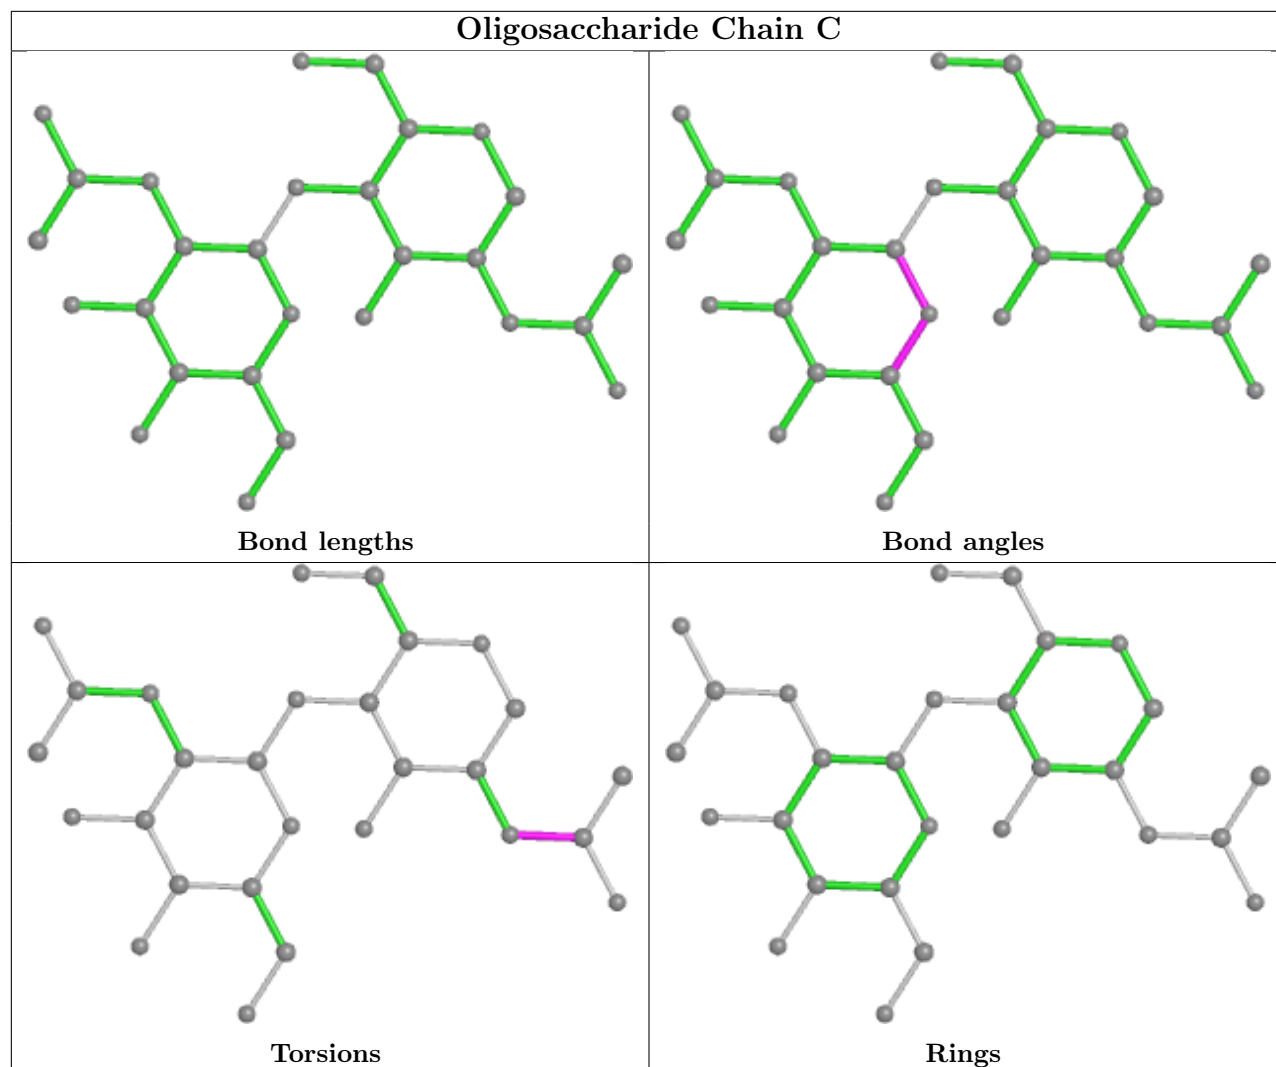 Oligosaccharide Chain C
Bond lengths
Bond angles
Torsions
Rings